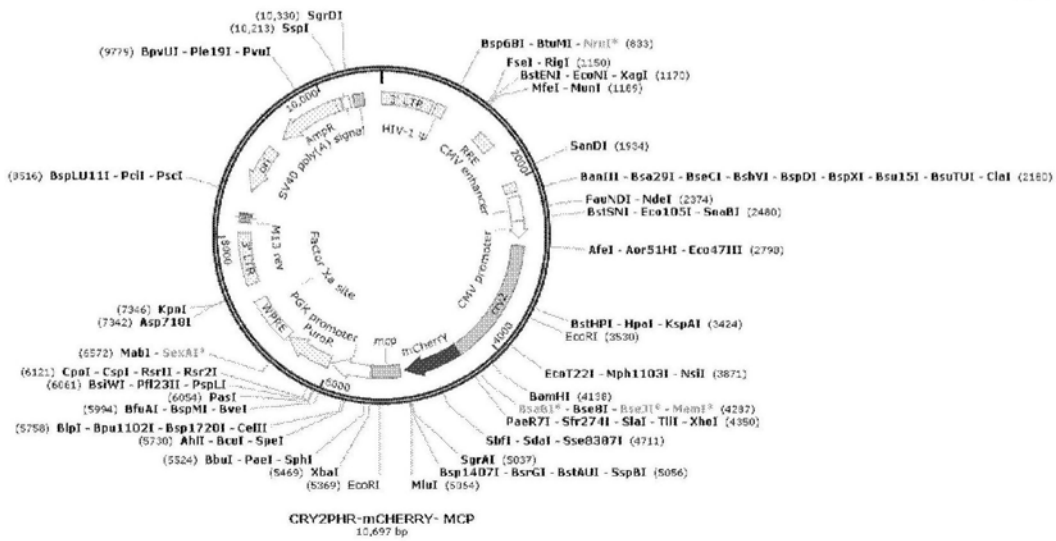 (10,330) SgrDI
(10,213) SspI
(9779) BpvUI - Ple19I - PvuI
(8516) BspLU11I - PciI - PscI
(7346) KpnI
(7342) Asp718I
(6572) MabI - SexAI*
(6121) CpoI - CspI - RsrII - Rsr2I
(6061) BsiWI - Pfl23II - PspLI
(6054) PasI
(5994) BfuAI - BspMI - BveI
(5758) BlpI - Bpu1102I - Bsp1720I - CelII
(5730) AhlI - BcuI - SpeI
(5524) BbuI - PaeI - SphI
(5469) XbaI
(5369) EcoRI
Bsp68I - BtuMI - NruI* (833)
FseI - RigI (1150)
BstENI - EcoNI - XagI (1170)
MfeI - MunI (1189)
SanDI (1934)
BanIII - Bsa29I - BseCI - BshVI - BspDI - BspXI - Bsu15I - BsuTUI - ClaI (2180)
FauNDI - NdeI (2374)
BstSNI - Eco105I - SnaBI (2480)
AfeI - Aor51HI - Eco47III (2798)
BstHPI - HpaI - KspAI (3424)
EcoRI (3530)
EcoT22I - Mph1103I - NsiI (3871)
BamHI (4138)
BsaBI* - Bse8I - BseJI* - MamI* (4287)
PaeR7I - Sfr274I - SlaI - TliI - XhoI (4350)
SbfI - SdaI - Sse8387I (4711)
SgrAI (5037)
Bsp1407I - BsrGI - BstAUI - SspBI (5056)
MluI (5054)
10,000
2000
4000
6000
8000
5' LTR
HIV-1 Ψ
RRE
CMV enhancer
CMV promoter
cry2
mCherry
mcp
PGK promoter
PuroR
WPRE
Factor Xa site
3' LTR
M13 rev
ori
SV40 poly(A) signal
AmpR
CRY2PHR-mCHERRY- MCP
10,697 bp